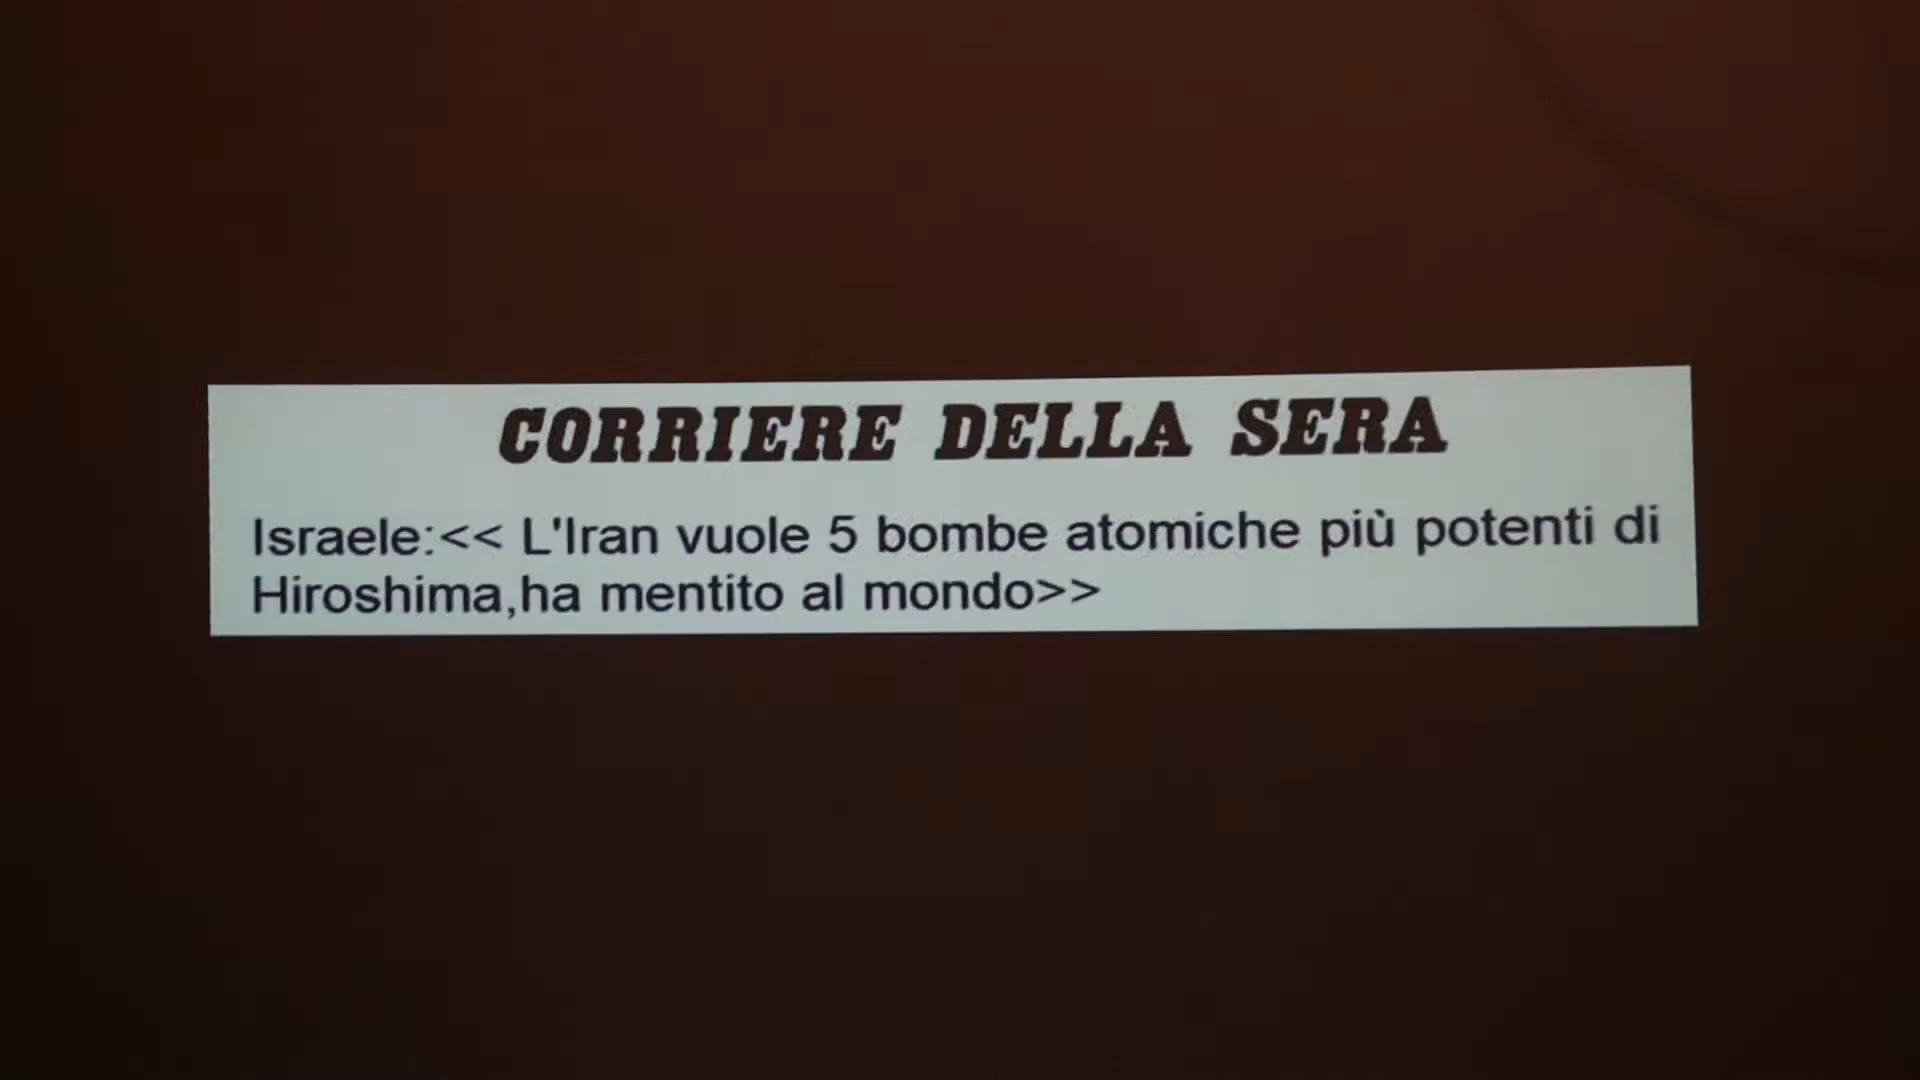 CORRIERE DELLA SERA
Israele:<< L'Iran vuole 5 bombe atomiche più potenti di
Hiroshima,ha mentito al mondo>>